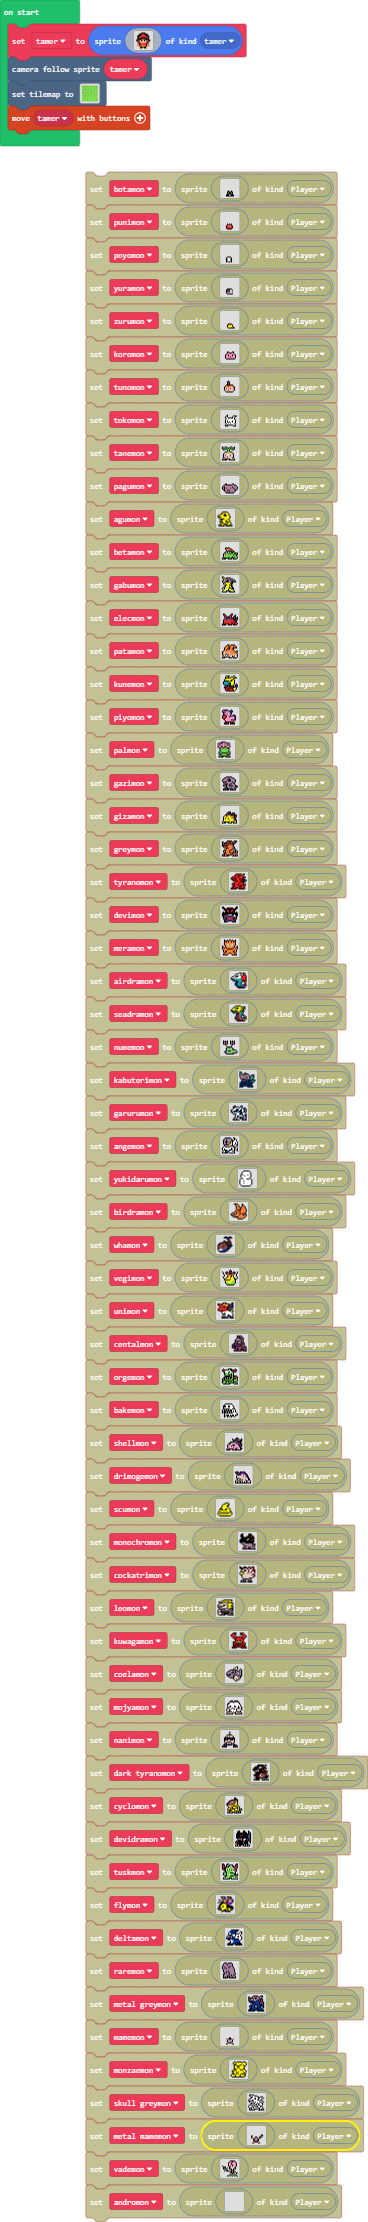 on start
set tamer to sprite of kind tamer
camera follow sprite tamer
set tilemap to
move tamer with buttons
set botamon to sprite of kind Player
set punimon to sprite of kind Player
set poyomon to sprite of kind Player
set yuramon to sprite of kind Player
set zurumon to sprite of kind Player
set koromon to sprite of kind Player
set tunomon to sprite of kind Player
set tokomon to sprite of kind Player
set tanemon to sprite of kind Player
set pagumon to sprite of kind Player
set agumon to sprite of kind Player
set betamon to sprite of kind Player
set gabumon to sprite of kind Player
set elecmon to sprite of kind Player
set patamon to sprite of kind Player
set kunemon to sprite of kind Player
set piyomon to sprite of kind Player
set palmon to sprite of kind Player
set gazimon to sprite of kind Player
set gizamon to sprite of kind Player
set greymon to sprite of kind Player
set tyranomon to sprite of kind Player
set devimon to sprite of kind Player
set meramon to sprite of kind Player
set airdramon to sprite of kind Player
set seadramon to sprite of kind Player
set numemon to sprite of kind Player
set kabuterimon to sprite of kind Player
set garurumon to sprite of kind Player
set angemon to sprite of kind Player
set yukidarumon to sprite of kind Player
set birdramon to sprite of kind Player
set whamon to sprite of kind Player
set vegimon to sprite of kind Player
set unimon to sprite of kind Player
set centalmon to sprite of kind Player
set orgemon to sprite of kind Player
set bakemon to sprite of kind Player
set shellmon to sprite of kind Player
set drimogemon to sprite of kind Player
set scumon to sprite of kind Player
set monochromon to sprite of kind Player
set cockatrimon to sprite of kind Player
set leomon to sprite of kind Player
set kuwagamon to sprite of kind Player
set coelamon to sprite of kind Player
set mojyamon to sprite of kind Player
set nanimon to sprite of kind Player
set dark tyranomon to sprite of kind Player
set cyclomon to sprite of kind Player
set devidramon to sprite of kind Player
set tuskmon to sprite of kind Player
set flymon to sprite of kind Player
set deltamon to sprite of kind Player
set raremon to sprite of kind Player
set metal greymon to sprite of kind Player
set mamemon to sprite of kind Player
set monzaemon to sprite of kind Player
set skull greymon to sprite of kind Player
set metal mamemon to sprite of kind Player
set vademon to sprite of kind Player
set andromon to sprite of kind Player